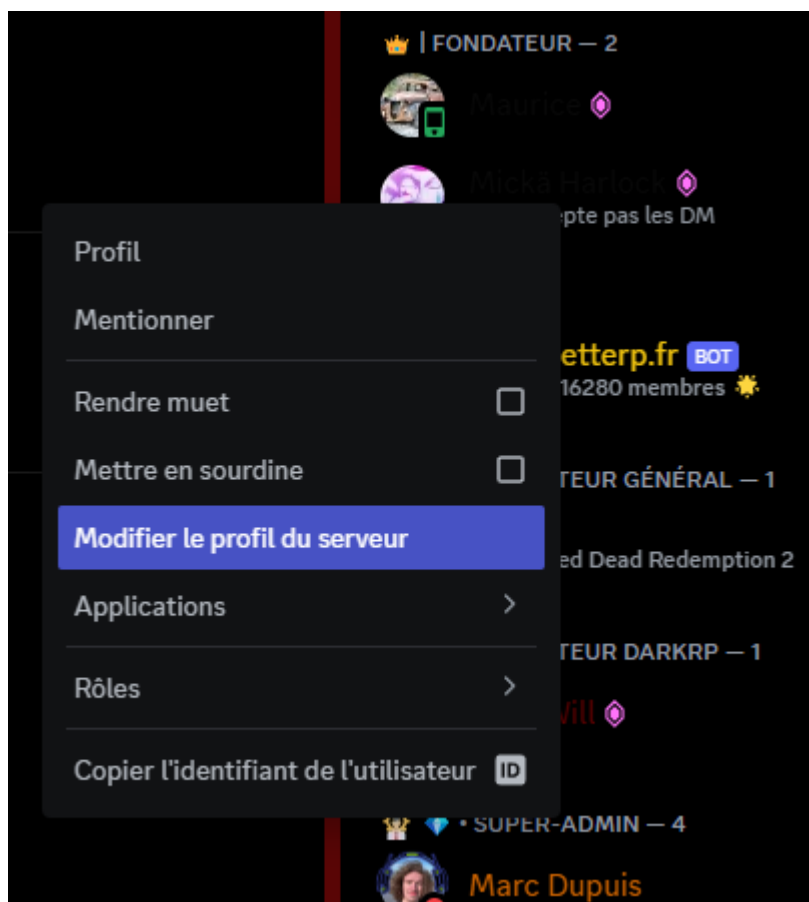 | FONDATEUR — 2
Maurice
Mickã Harlock
epte pas les DM
Profil
Mentionner
etterp.fr BOT
16280 membres
Rendre muet
Mettre en sourdine
TEUR GÉNÉRAL — 1
Modifier le profil du serveur
ed Dead Redemption 2
Applications
TEUR DARKRP — 1
Rôles
Will
Copier l'identifiant de l'utilisateur ID
• SUPER-ADMIN — 4
Marc Dupuis